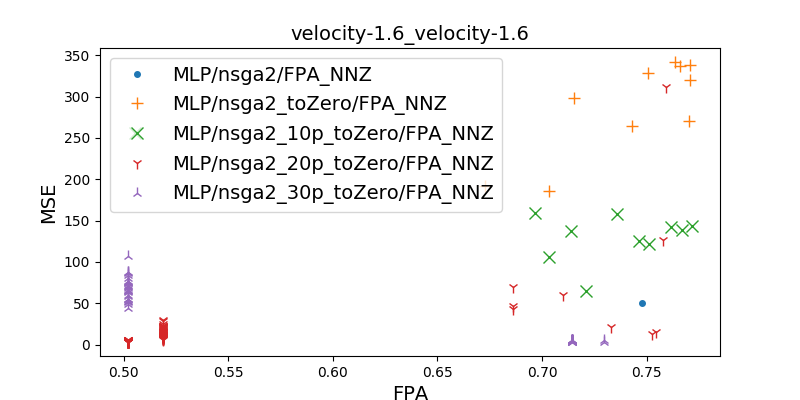 velocity-1.6_velocity-1.6
MLP/nsga2/FPA_NNZ
MLP/nsga2_toZero/FPA_NNZ
MLP/nsga2_10p_toZero/FPA_NNZ
MLP/nsga2_20p_toZero/FPA_NNZ
MLP/nsga2_30p_toZero/FPA_NNZ
MSE
350
300
250
200
150
100
50
0
0.50 0.55 0.60 0.65 0.70 0.75
FPA